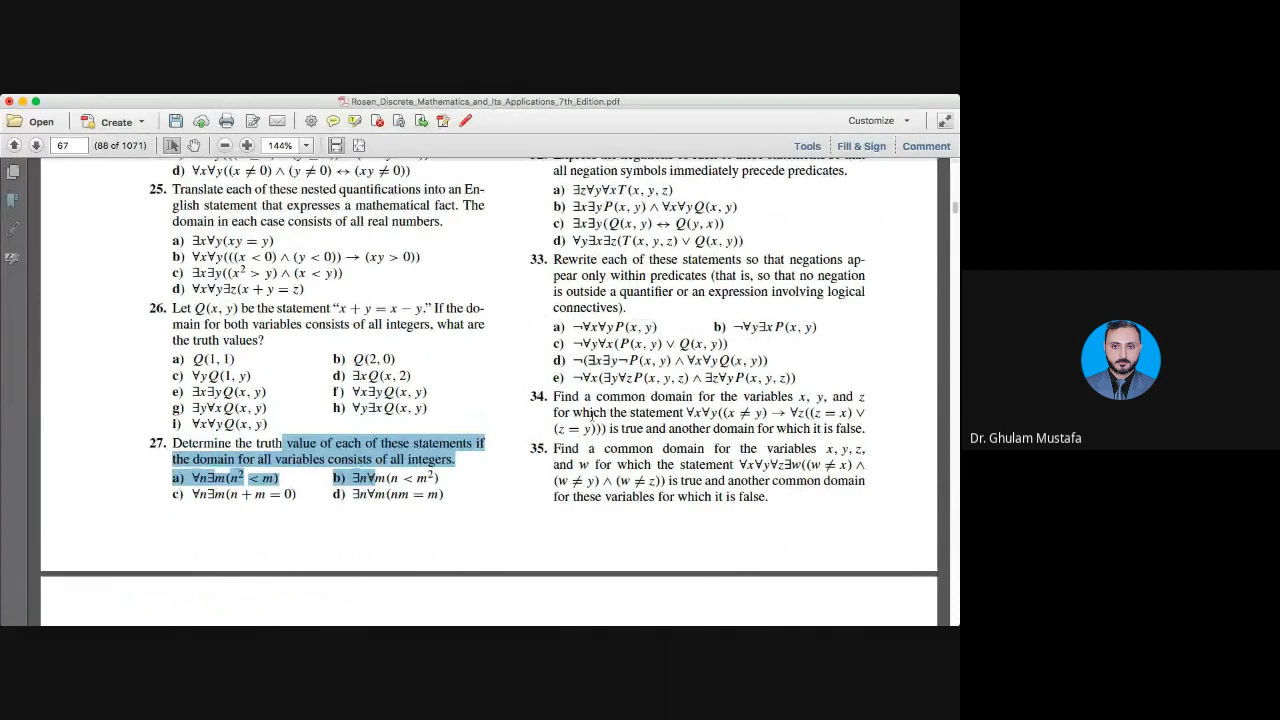 Rosen_Discrete_Mathematics_and_Its_Applications_7th_Edition.pdf
Open
Create
Customize
67
(88 of 1071)
144%
Tools
Fill & Sign
Comment
d) ∀x∀y((x ≠ 0) ∧ (y ≠ 0) ↔ (xy ≠ 0))
25. Translate each of these nested quantifications into an En-
glish statement that expresses a mathematical fact. The
domain in each case consists of all real numbers.
a) ∃x∀y(xy = y)
b) ∀x∀y(((x < 0) ∧ (y < 0)) → (xy > 0))
c) ∃x∃y((x² > y) ∧ (x < y))
d) ∀x∀y∃z(x + y = z)
26. Let Q(x, y) be the statement “x + y = x − y.” If the do-
main for both variables consists of all integers, what are
the truth values?
a) Q(1, 1) b) Q(2, 0)
c) ∀yQ(1, y) d) ∃xQ(x, 2)
e) ∃x∃yQ(x, y) f) ∀x∃yQ(x, y)
g) ∃y∀xQ(x, y) h) ∀y∃xQ(x, y)
i) ∀x∀yQ(x, y)
27. Determine the truth value of each of these statements if
the domain for all variables consists of all integers.
a) ∀n∃m(n² < m) b) ∃n∀m(n < m²)
c) ∀n∃m(n + m = 0) d) ∃n∀m(nm = m)
all negation symbols immediately precede predicates.
a) ∃z∀y∀xT(x, y, z)
b) ∃x∃yP(x, y) ∧ ∀x∀yQ(x, y)
c) ∃x∃y(Q(x, y) ↔ Q(y, x))
d) ∀y∃x∃z(T(x, y, z) ∨ Q(x, y))
33. Rewrite each of these statements so that negations ap-
pear only within predicates (that is, so that no negation
is outside a quantifier or an expression involving logical
connectives).
a) ¬∀x∀yP(x, y) b) ¬∀y∃xP(x, y)
c) ¬∀y∀x(P(x, y) ∨ Q(x, y))
d) ¬(∃x∃y¬P(x, y) ∧ ∀x∀yQ(x, y))
e) ¬∀x(∃y∀zP(x, y, z) ∧ ∃z∀yP(x, y, z))
34. Find a common domain for the variables x, y, and z
for which the statement ∀x∀y((x ≠ y) → ∀z((z = x) ∨
(z = y))) is true and another domain for which it is false.
35. Find a common domain for the variables x, y, z,
and w for which the statement ∀x∀y∀z∃w((w ≠ x) ∧
(w ≠ y) ∧ (w ≠ z)) is true and another common domain
for these variables for which it is false.
Dr. Ghulam Mustafa